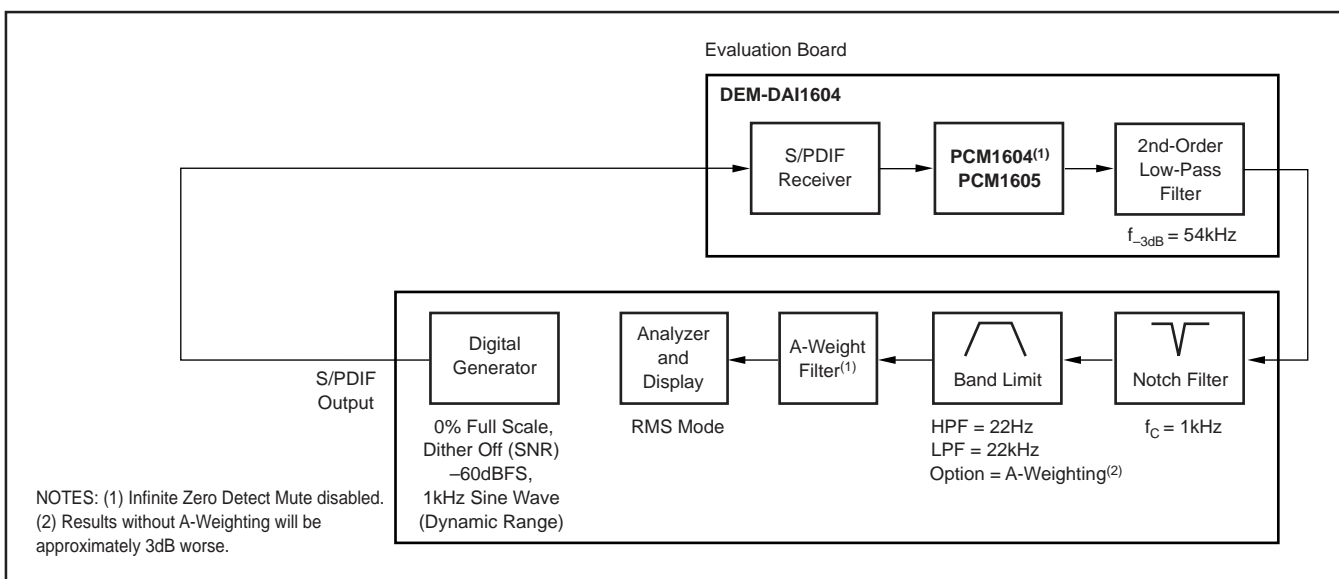 Evaluation Board
DEM-DAI1604
S/PDIF
Receiver
PCM1604(1)
PCM1605
2nd-Order
Low-Pass
Filter
f–3dB = 54kHz
S/PDIF
Output
Digital
Generator
0% Full Scale,
Dither Off (SNR)
–60dBFS,
1kHz Sine Wave
(Dynamic Range)
Analyzer
and
Display
RMS Mode
A-Weight
Filter(1)
Band Limit
HPF = 22Hz
LPF = 22kHz
Option = A-Weighting(2)
Notch Filter
fC = 1kHz
NOTES: (1) Infinite Zero Detect Mute disabled.
(2) Results without A-Weighting will be
approximately 3dB worse.